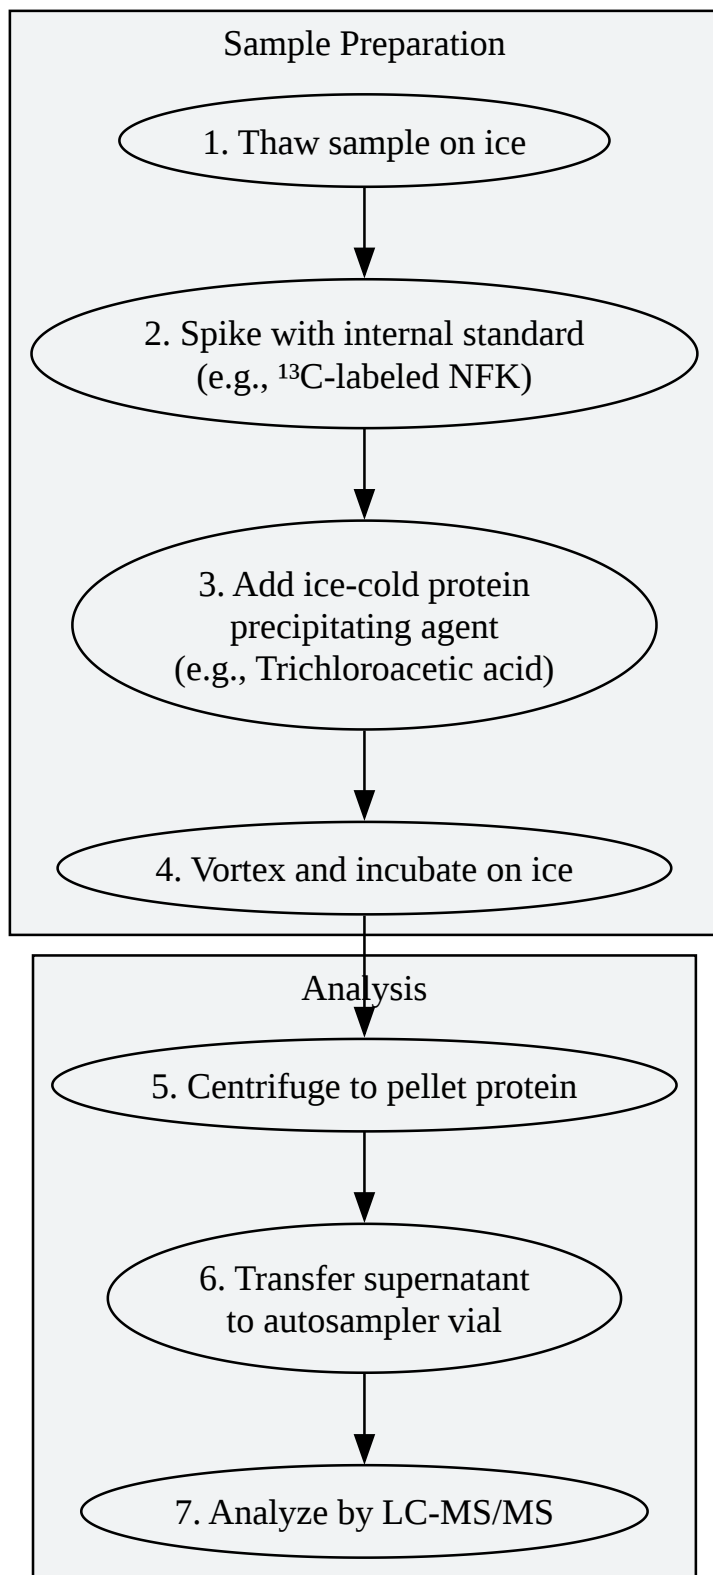 Sample Preparation
1. Thaw sample on ice
2. Spike with internal standard
(e.g., ¹³C-labeled NFK)
3. Add ice-cold protein
precipitating agent
(e.g., Trichloroacetic acid)
4. Vortex and incubate on ice
Analysis
5. Centrifuge to pellet protein
6. Transfer supernatant
to autosampler vial
7. Analyze by LC-MS/MS